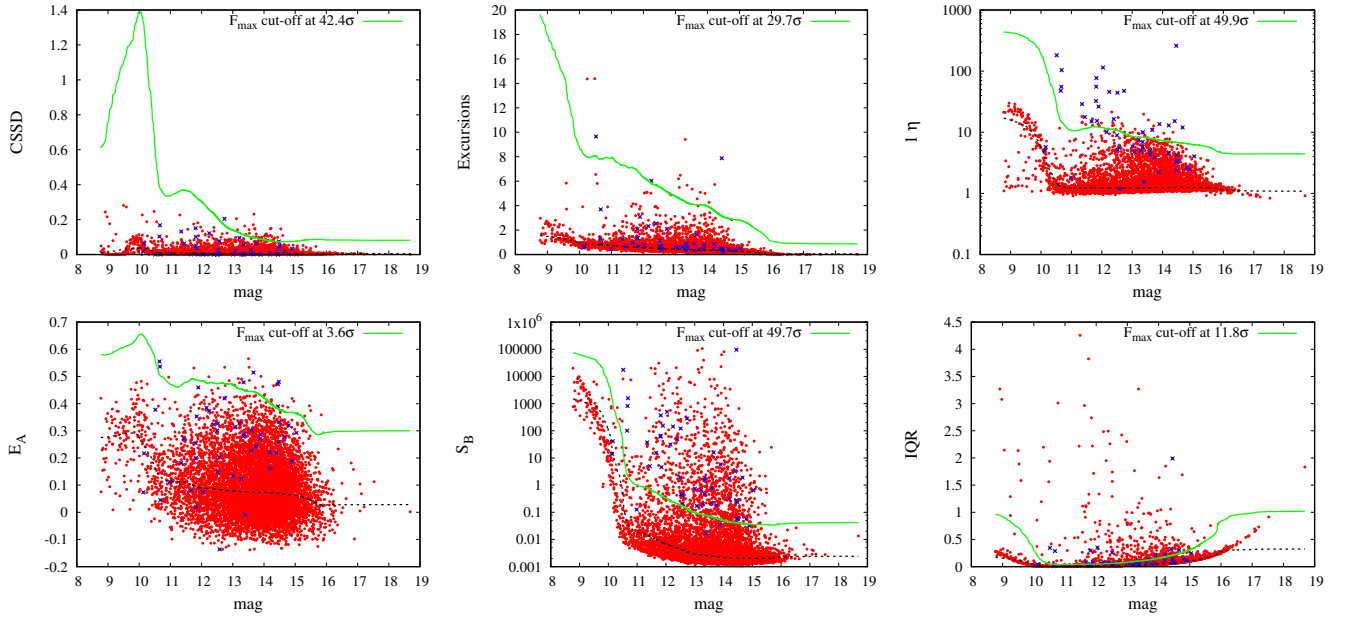 F_max cut-off at 42.4σ
1.4
1.2
1
0.8
0.6
0.4
0.2
0
CSSD
8 9 10 11 12 13 14 15 16 17 18 19
mag
F_max cut-off at 29.7σ
20
18
16
14
12
10
8
6
4
2
0
Excursions
8 9 10 11 12 13 14 15 16 17 18 19
mag
F_max cut-off at 49.9σ
1000
100
10
1
0.1
1 η
8 9 10 11 12 13 14 15 16 17 18 19
mag
F_max cut-off at 3.6σ
0.7
0.6
0.5
0.4
0.3
0.2
0.1
0
-0.1
-0.2
E_A
8 9 10 11 12 13 14 15 16 17 18 19
mag
F_max cut-off at 49.7σ
1x10^6
100000
10000
1000
100
10
1
0.1
0.01
0.001
S_B
8 9 10 11 12 13 14 15 16 17 18 19
mag
F_max cut-off at 11.8σ
4.5
4
3.5
3
2.5
2
1.5
1
0.5
0
IQR
8 9 10 11 12 13 14 15 16 17 18 19
mag